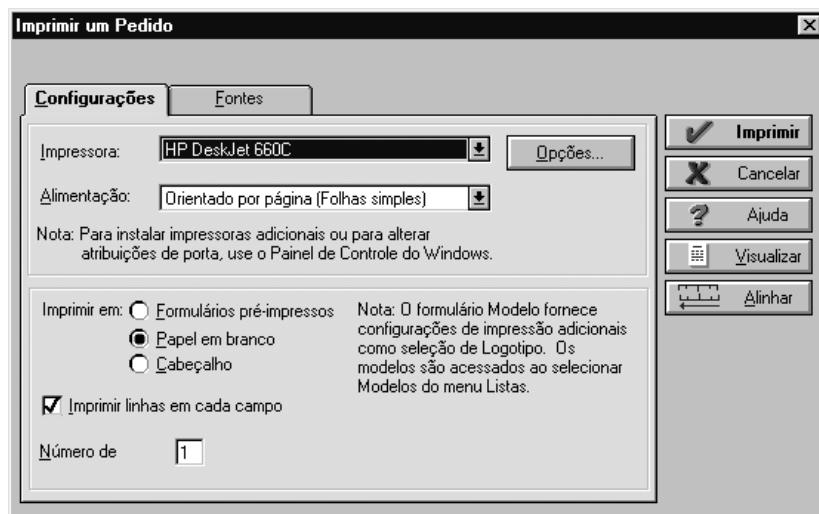 Imprimir um Pedido
Configurações
Fontes
Impressora:
HP DeskJet 660C
Opções...
Alimentação:
Orientado por página (Folhas simples)
Nota: Para instalar impressoras adicionais ou para alterar
atribuições de porta, use o Painel de Controle do Windows.
Imprimir em:
Formulários pré-impressos
Papel em branco
Cabeçalho
Nota: O formulário Modelo fornece
configurações de impressão adicionais
como seleção de Logotipo. Os
modelos são acessados ao selecionar
Modelos do menu Listas.
Imprimir linhas em cada campo
Número de
1
Imprimir
Cancelar
Ajuda
Visualizar
Alinhar